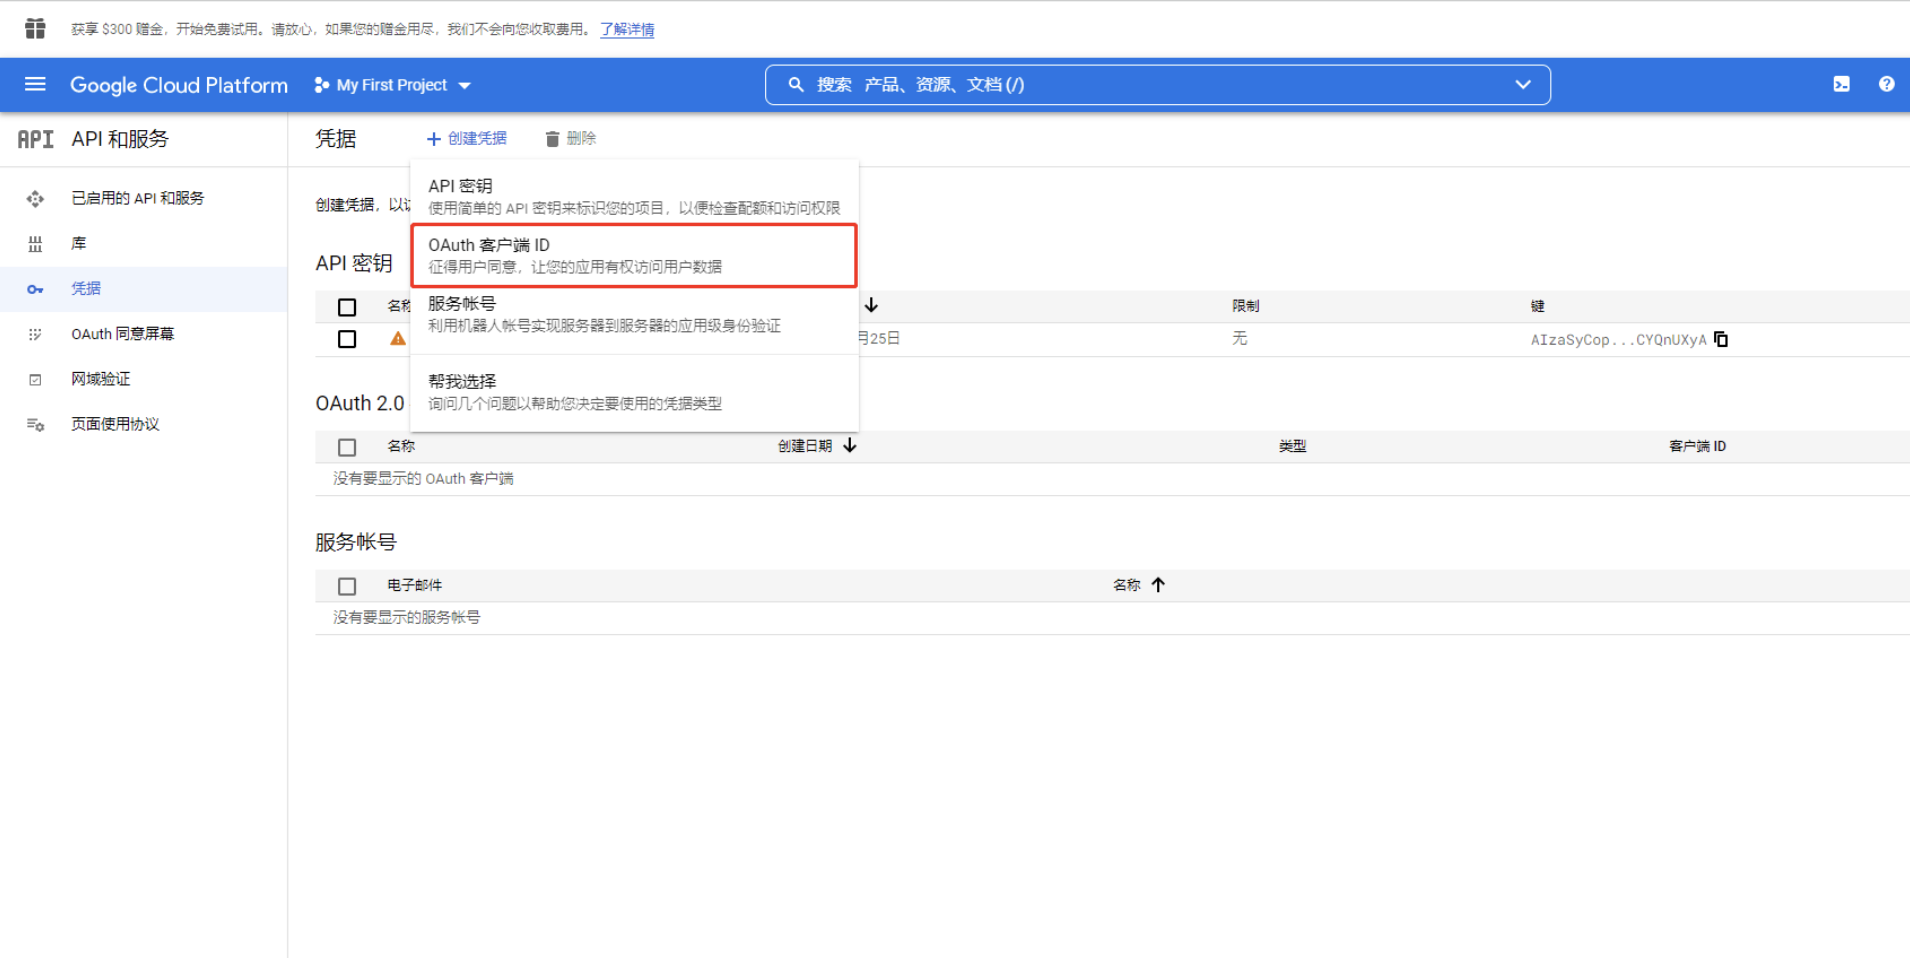 获享 $300 赠金，开始免费试用。请放心，如果您的赠金用尽，我们不会向您收取费用。 了解详情
Google Cloud Platform My First Project 搜索 产品、资源、文档 (/)
API API 和服务
凭据 创建凭据 删除
已启用的 API 和服务
库
凭据
OAuth 同意屏幕
网域验证
页面使用协议
创建凭据，以
API 密钥
使用简单的 API 密钥来标识您的项目，以便检查配额和访问权限
OAuth 客户端 ID
征得用户同意，让您的应用有权访问用户数据
服务帐号
利用机器人帐号实现服务器到服务器的应用级身份验证
帮我选择
询问几个问题以帮助您决定要使用的凭据类型
API 密钥
名称 限制 键
月25日 无 AIzaSyCop...CYQnUXyA
OAuth 2.0
名称 创建日期 类型 客户端 ID
没有要显示的 OAuth 客户端
服务帐号
电子邮件 名称
没有要显示的服务帐号